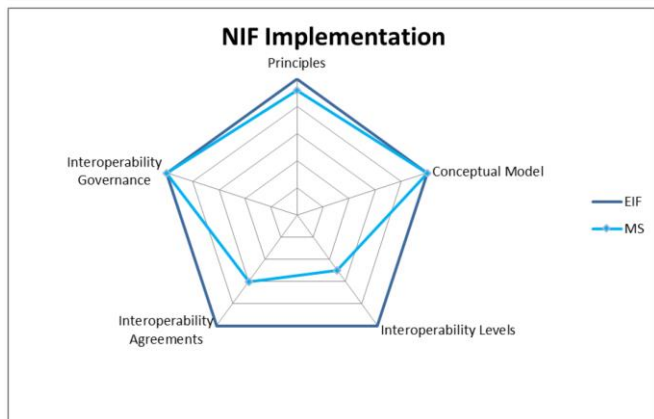 NIF Implementation
Principles
Interoperability
Governance
Conceptual Model
EIF
MS
Interoperability
Agreements
Interoperability Levels